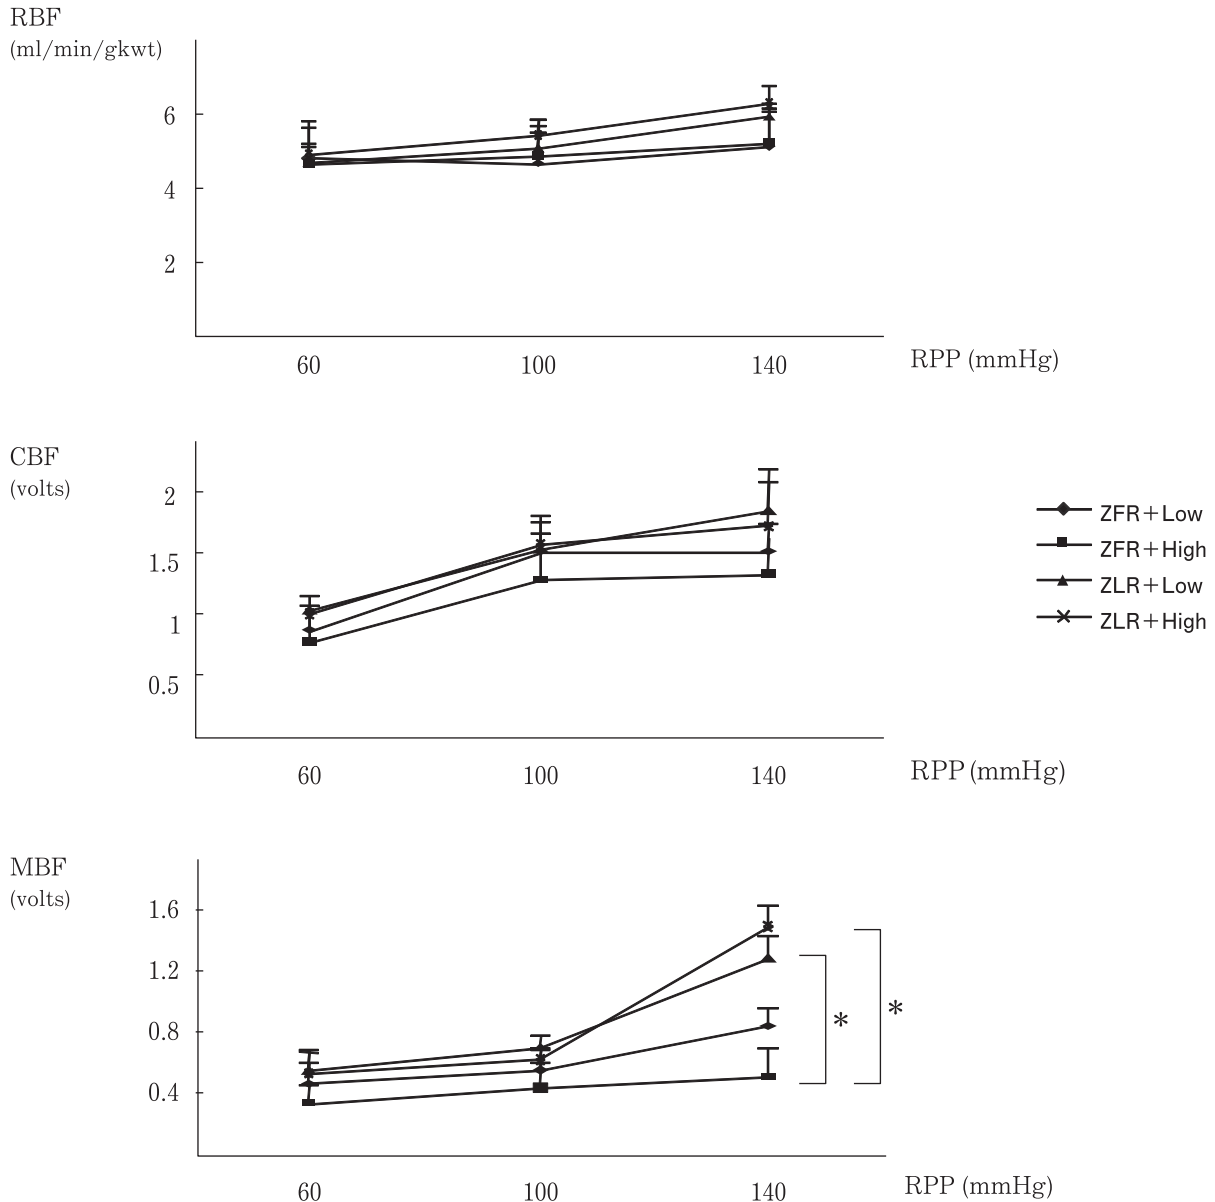 RBF
(ml/min/gkwt)
6
4
2
60 100 140 RPP (mmHg)
CBF
(volts)
2
1.5
1
0.5
60 100 140 RPP (mmHg)
ZFR+Low
ZFR+High
ZLR+Low
ZLR+High
MBF
(volts)
1.6
1.2
0.8
0.4
* *
60 100 140 RPP (mmHg)